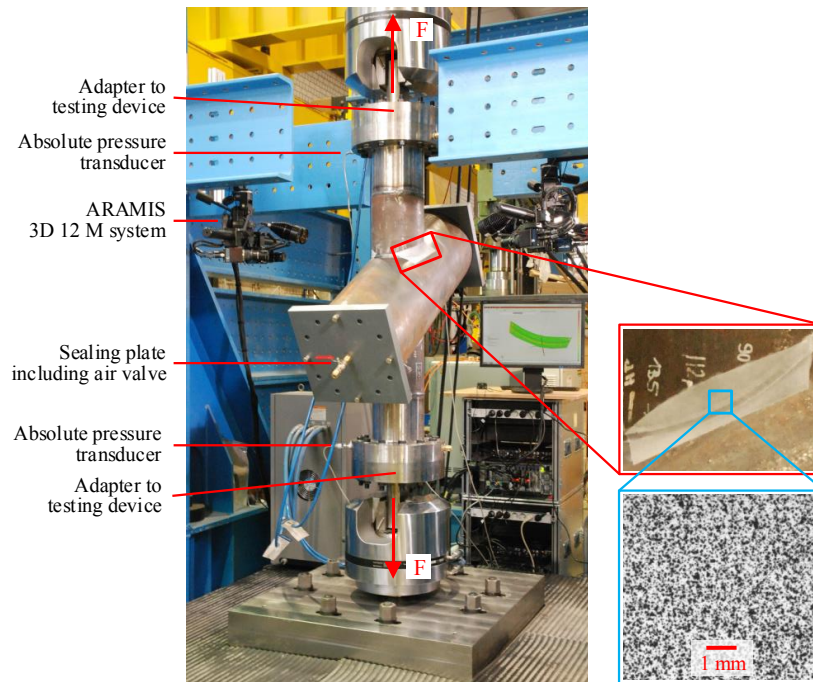 F
Adapter to
testing device
Absolute pressure
transducer
ARAMIS
3D 12 M system
Sealing plate
including air valve
Absolute pressure
transducer
Adapter to
testing device
F
90
1 mm